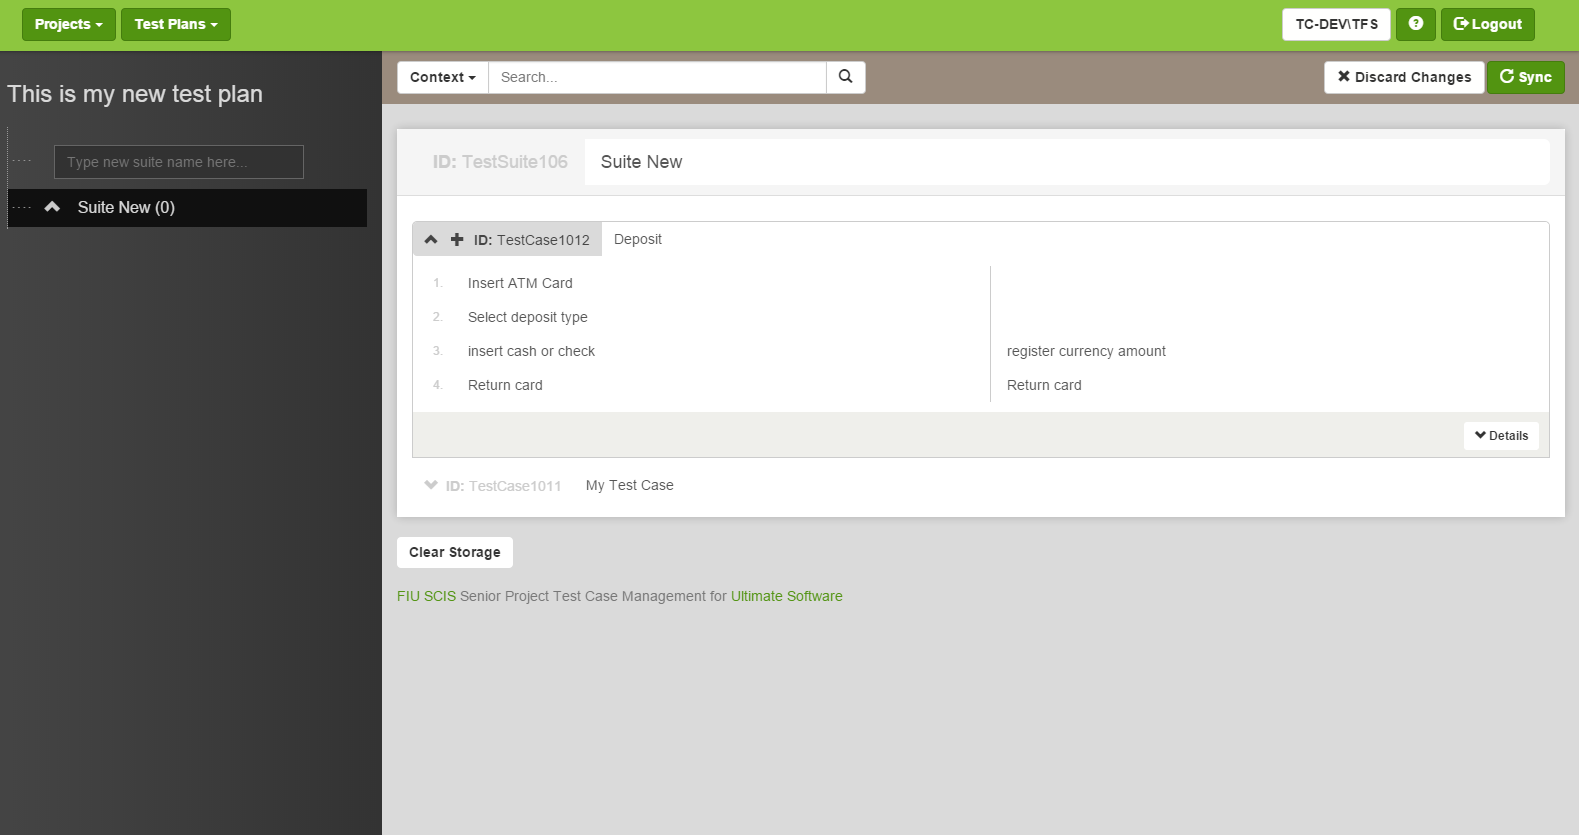 Projects Test Plans TC-DEV\TFS Logout
This is my new test plan
Type new suite name here...
Suite New (0)
Context Search... Discard Changes Sync
ID: TestSuite106 Suite New
ID: TestCase1012 Deposit
1. Insert ATM Card
2. Select deposit type
3. insert cash or check register currency amount
4. Return card Return card
Details
ID: TestCase1011 My Test Case
Clear Storage
FIU SCIS Senior Project Test Case Management for Ultimate Software